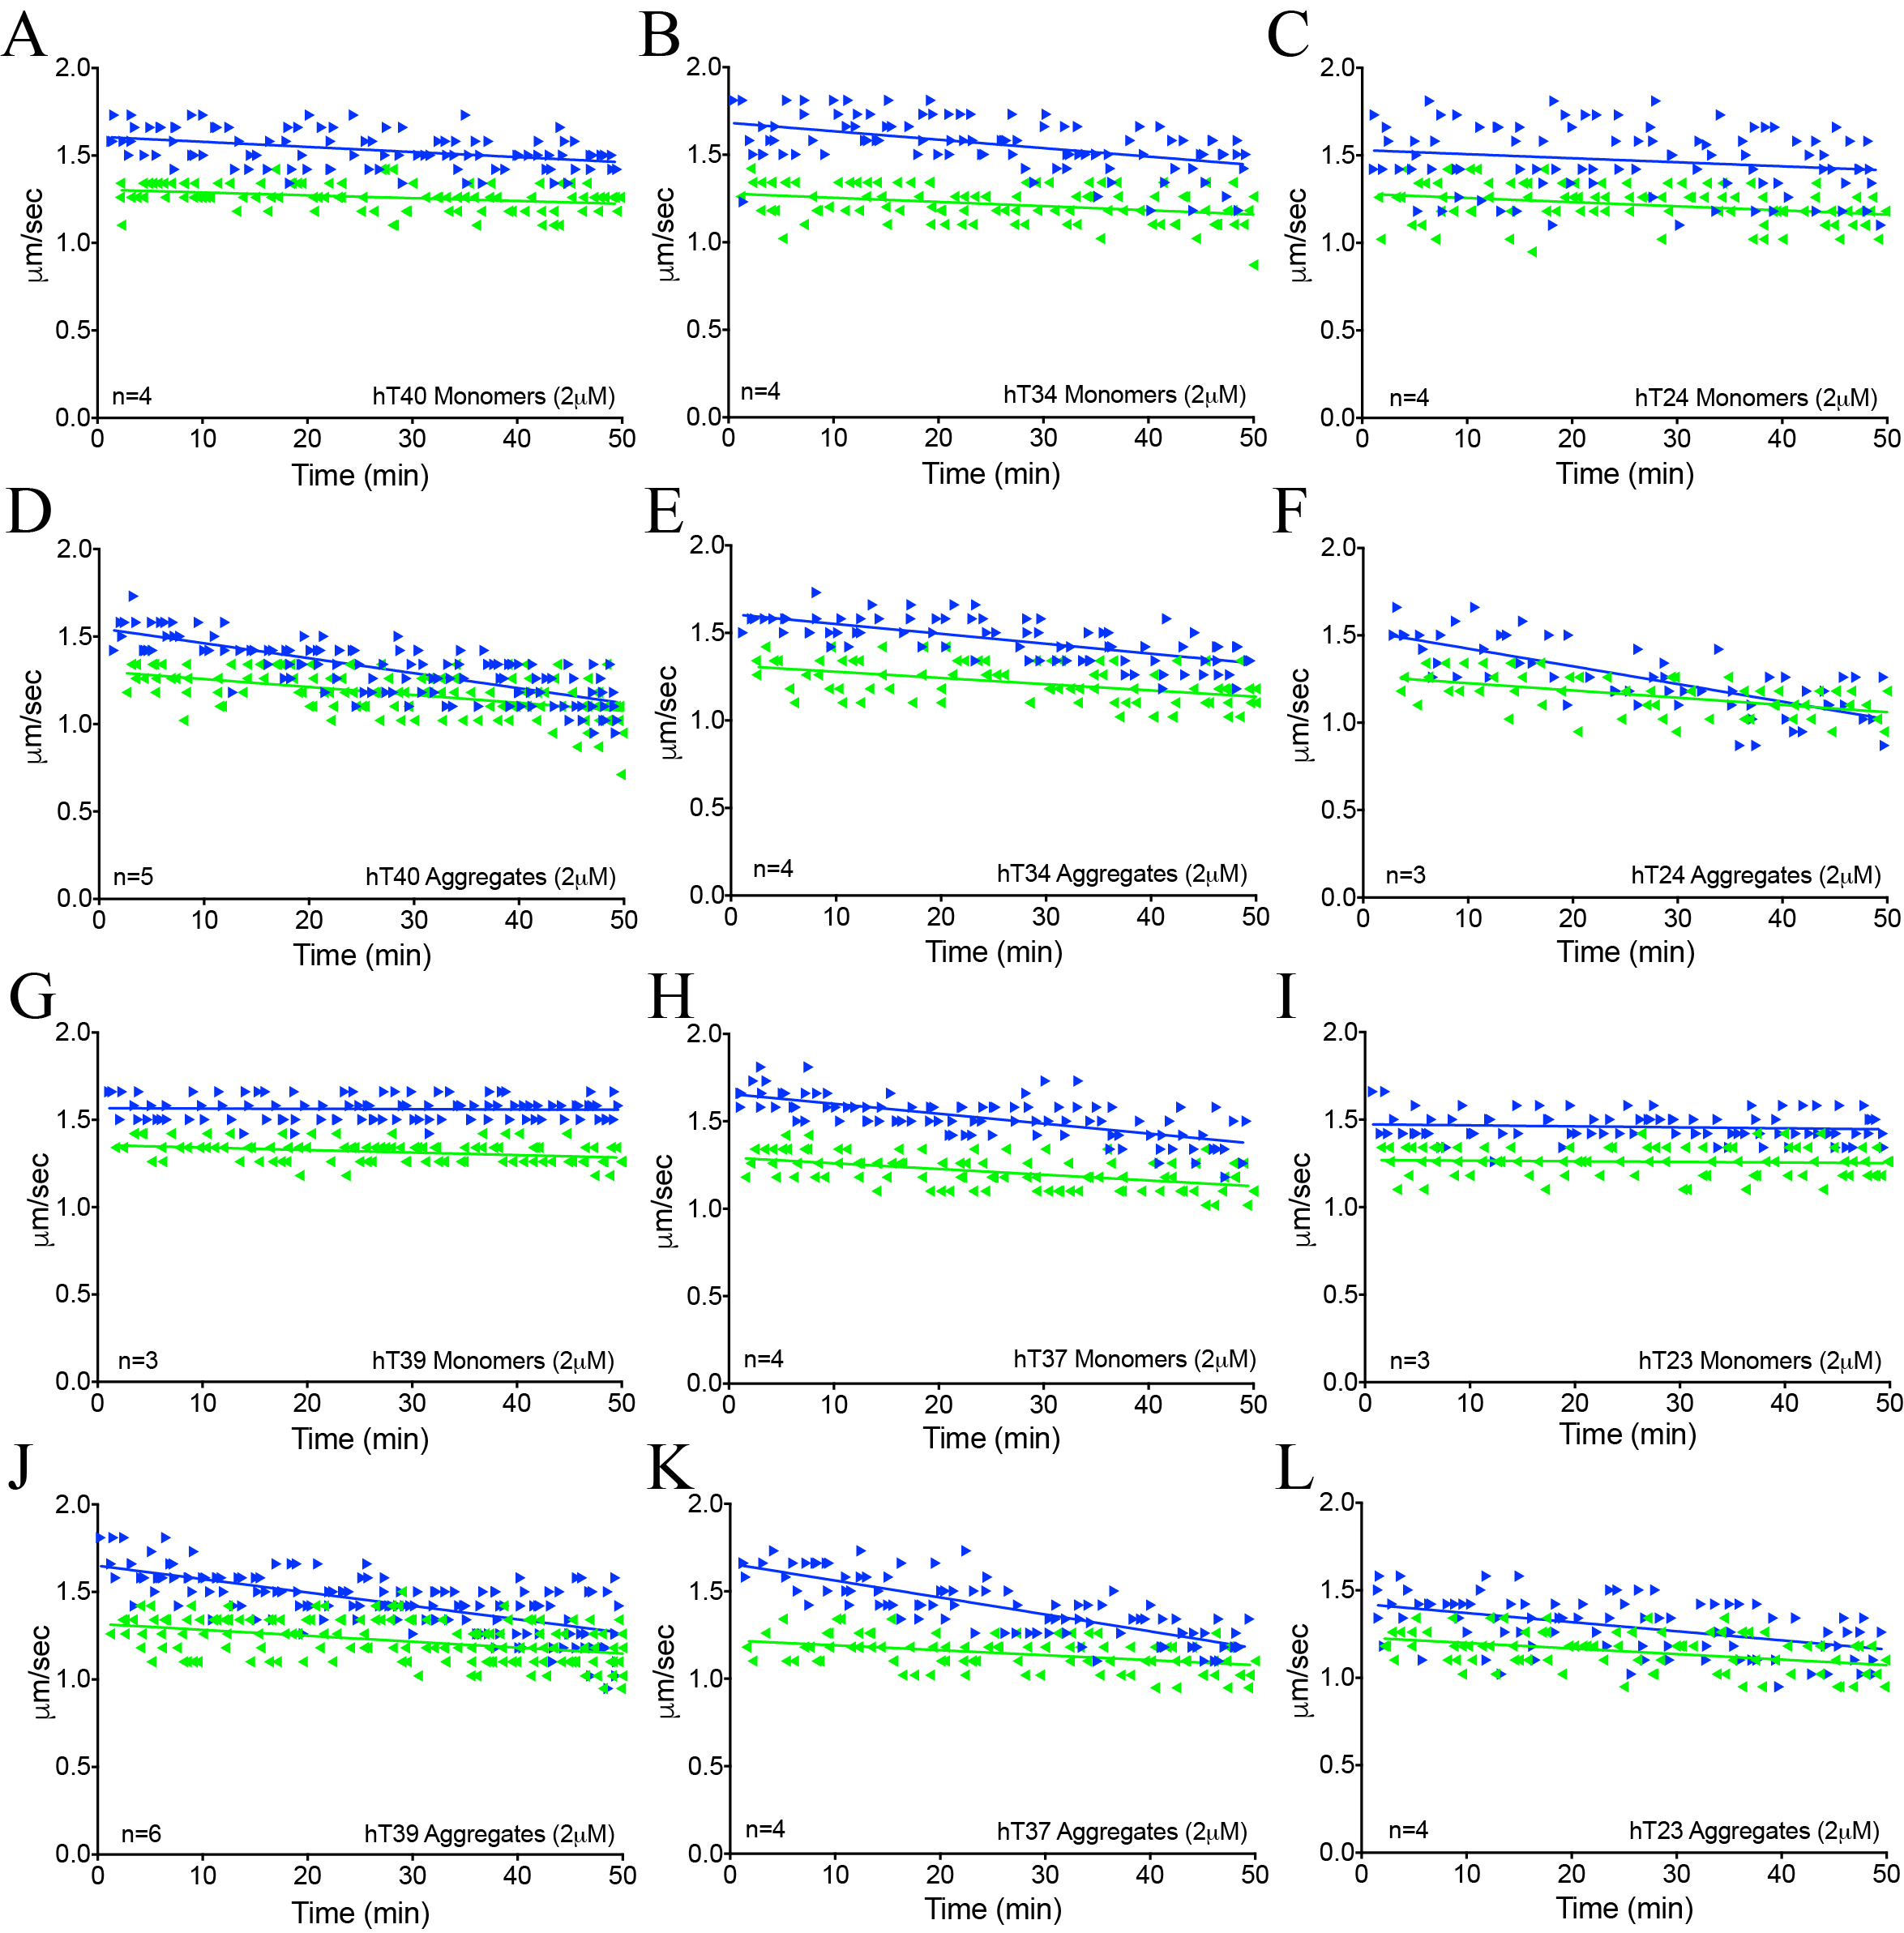 A
B
C
2.0
1.5
1.0
0.5
0.0
μm/sec
n=4
hT40 Monomers (2μM)
0 10 20 30 40 50
Time (min)
2.0
1.5
1.0
0.5
0.0
μm/sec
n=4
hT34 Monomers (2μM)
0 10 20 30 40 50
Time (min)
2.0
1.5
1.0
0.5
0.0
μm/sec
n=4
hT24 Monomers (2μM)
0 10 20 30 40 50
Time (min)
D
E
F
2.0
1.5
1.0
0.5
0.0
μm/sec
n=5
hT40 Aggregates (2μM)
0 10 20 30 40 50
Time (min)
2.0
1.5
1.0
0.5
0.0
μm/sec
n=4
hT34 Aggregates (2μM)
0 10 20 30 40 50
Time (min)
2.0
1.5
1.0
0.5
0.0
μm/sec
n=3
hT24 Aggregates (2μM)
0 10 20 30 40 50
Time (min)
G
H
I
2.0
1.5
1.0
0.5
0.0
μm/sec
n=3
hT39 Monomers (2μM)
0 10 20 30 40 50
Time (min)
2.0
1.5
1.0
0.5
0.0
μm/sec
n=4
hT37 Monomers (2μM)
0 10 20 30 40 50
Time (min)
2.0
1.5
1.0
0.5
0.0
μm/sec
n=3
hT23 Monomers (2μM)
0 10 20 30 40 50
Time (min)
J
K
L
2.0
1.5
1.0
0.5
0.0
μm/sec
n=6
hT39 Aggregates (2μM)
0 10 20 30 40 50
Time (min)
2.0
1.5
1.0
0.5
0.0
μm/sec
n=4
hT37 Aggregates (2μM)
0 10 20 30 40 50
Time (min)
2.0
1.5
1.0
0.5
0.0
μm/sec
n=4
hT23 Aggregates (2μM)
0 10 20 30 40 50
Time (min)